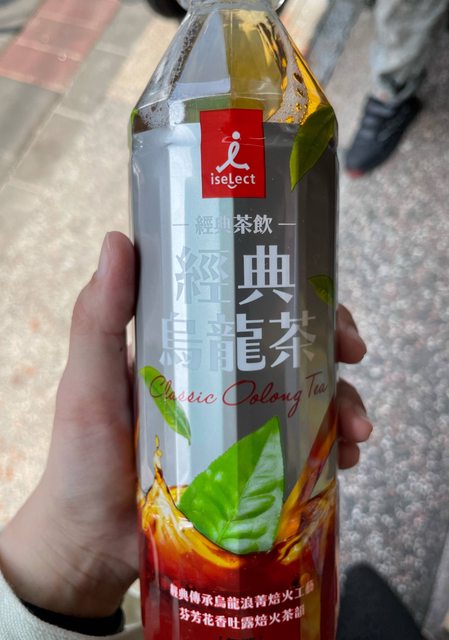 iseLect
經典茶飲
經典
烏龍茶
Classic Oolong Tea
經典傳承烏龍浪菁焙火工藝
芬芳花香吐露焙火茶韻